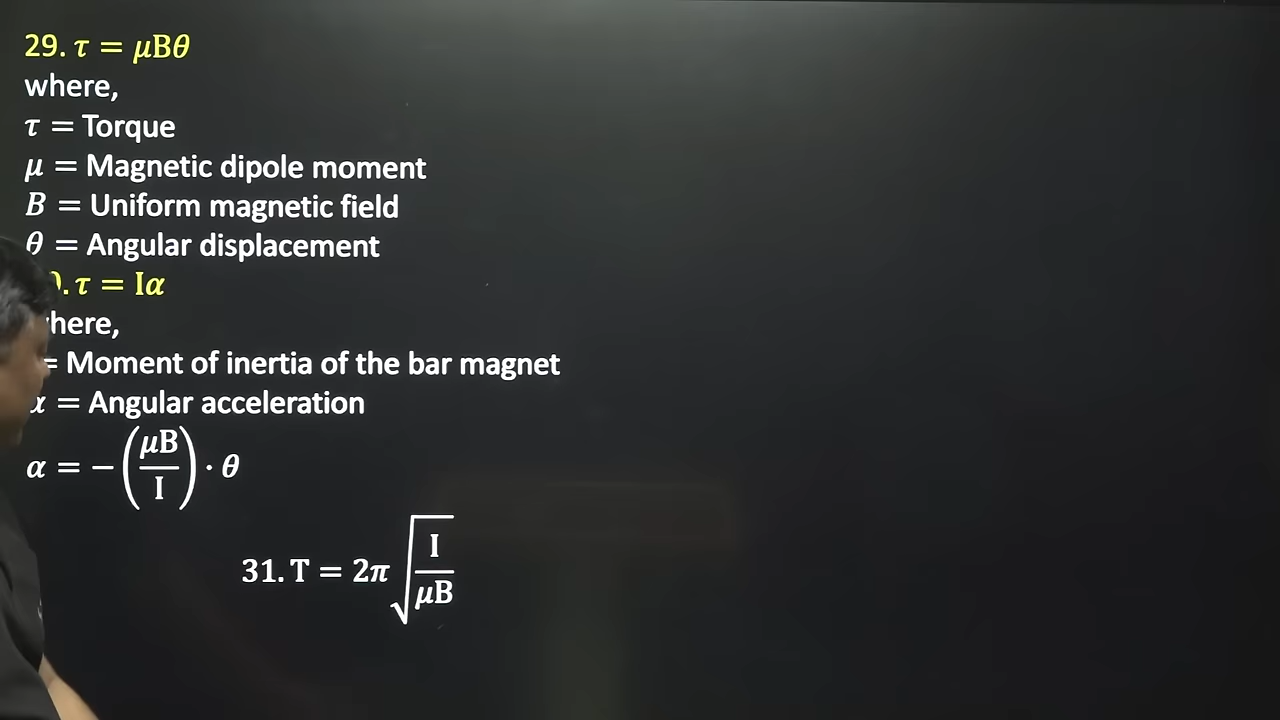 29. τ = μBθ
where,
τ = Torque
μ = Magnetic dipole moment
B = Uniform magnetic field
θ = Angular displacement
. τ = Iα
here,
= Moment of inertia of the bar magnet
α = Angular acceleration
α = −(μB/I) · θ
31. T = 2π√(I/μB)